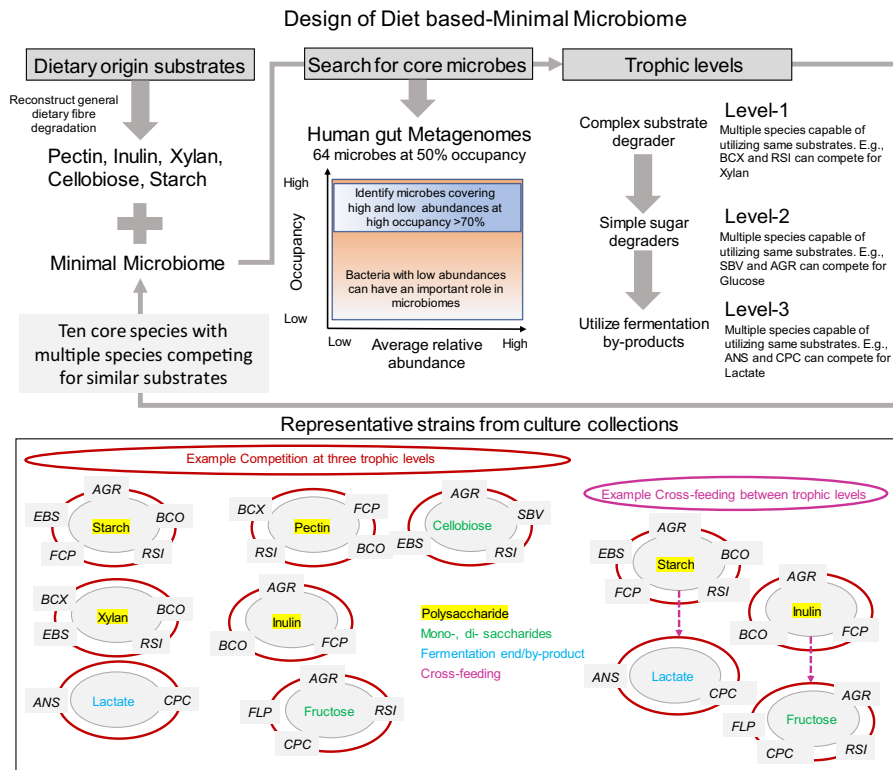 Design of Diet based-Minimal Microbiome
Dietary origin substrates
Search for core microbes
Trophic levels
Reconstruct general
dietary fibre
degradation
Pectin, Inulin, Xylan,
Cellobiose, Starch
Minimal Microbiome
Ten core species with
multiple species competing
for similar substrates
Human gut Metagenomes
64 microbes at 50% occupancy
High
Occupancy
Low
Identify microbes covering
high and low abundances at
high occupancy >70%
Bacteria with low abundances
can have an important role in
microbiomes
Low
Average relative
abundance
High
Complex substrate
degrader
Simple sugar
degraders
Utilize fermentation
by-products
Level-1
Multiple species capable of
utilizing same substrates. E.g.,
BCX and RSI can compete for
Xylan
Level-2
Multiple species capable of
utilizing same substrates. E.g.,
SBV and AGR can compete for
Glucose
Level-3
Multiple species capable of
utilizing same substrates. E.g.,
ANS and CPC can compete for
Lactate
Representative strains from culture collections
Example Competition at three trophic levels
AGR
EBS
BCO
Starch
FCP
RSI
BCX
FCP
Pectin
RSI
BCO
AGR
SBV
Cellobiose
EBS
RSI
BCX
BCO
Xylan
EBS
RSI
AGR
Inulin
BCO
FCP
ANS
Lactate
CPC
AGR
FLP
RSI
Fructose
CPC
Polysaccharide
Mono-, di- saccharides
Fermentation end/by-product
Cross-feeding
Example Cross-feeding between trophic levels
AGR
EBS
BCO
Starch
FCP
RSI
AGR
Inulin
BCO
FCP
ANS
Lactate
CPC
AGR
FLP
Fructose
CPC
RSI